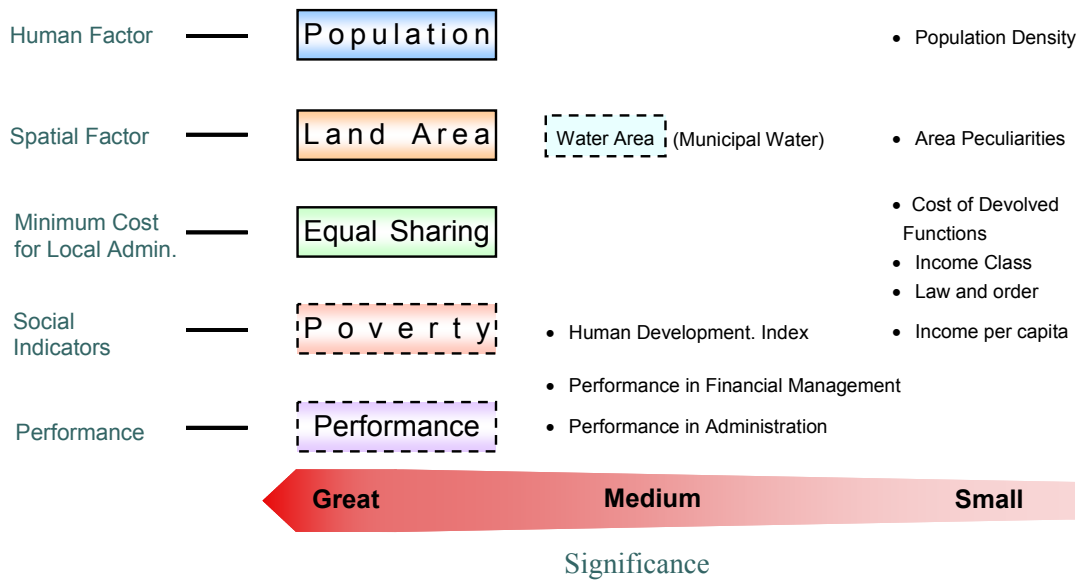 Human Factor
Population
• Population Density
Spatial Factor
Land Area
Water Area (Municipal Water)
• Area Peculiarities
Minimum Cost
for Local Admin.
Equal Sharing
• Cost of Devolved
Functions
• Income Class
• Law and order
Social
Indicators
Poverty
• Human Development. Index
• Income per capita
Performance
Performance
• Performance in Financial Management
• Performance in Administration
Great
Medium
Small
Significance